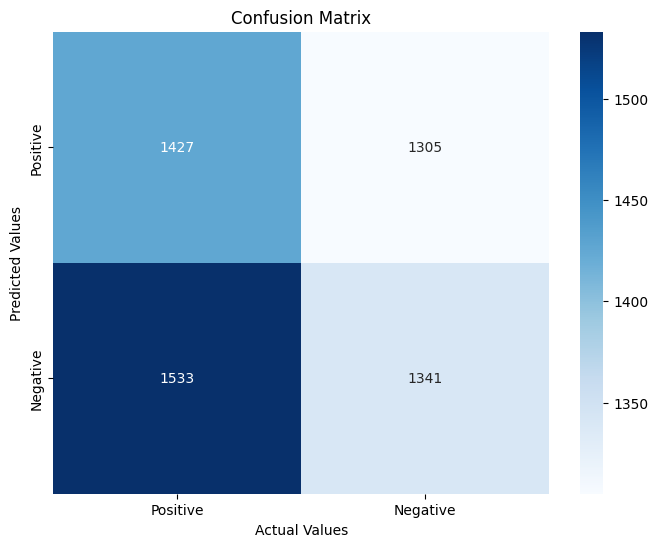 Confusion Matrix
Predicted Values
Positive
Negative
1427 1305
1533 1341
Positive Negative
Actual Values
1500
1450
1400
1350